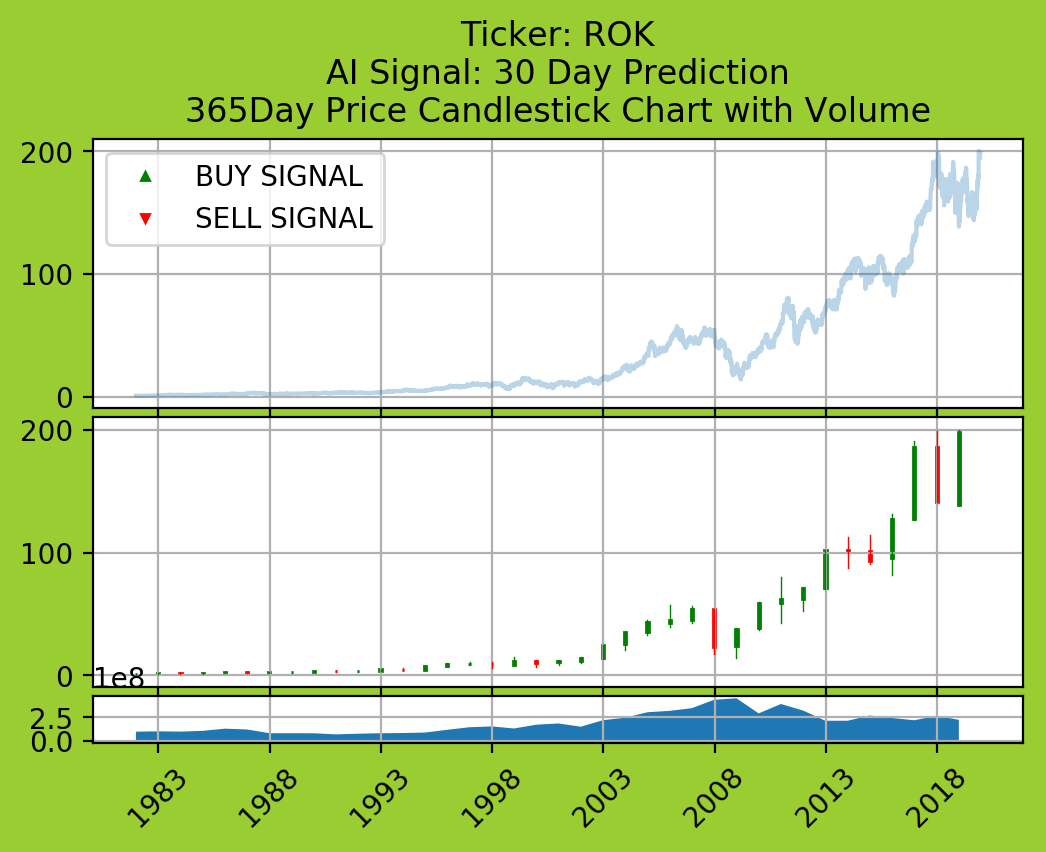 Ticker: ROK
AI Signal: 30 Day Prediction
365Day Price Candlestick Chart with Volume
200
100
0
BUY SIGNAL
SELL SIGNAL
200
100
0
1e8
2.5
0.0
1983
1988
1993
1998
2003
2008
2013
2018